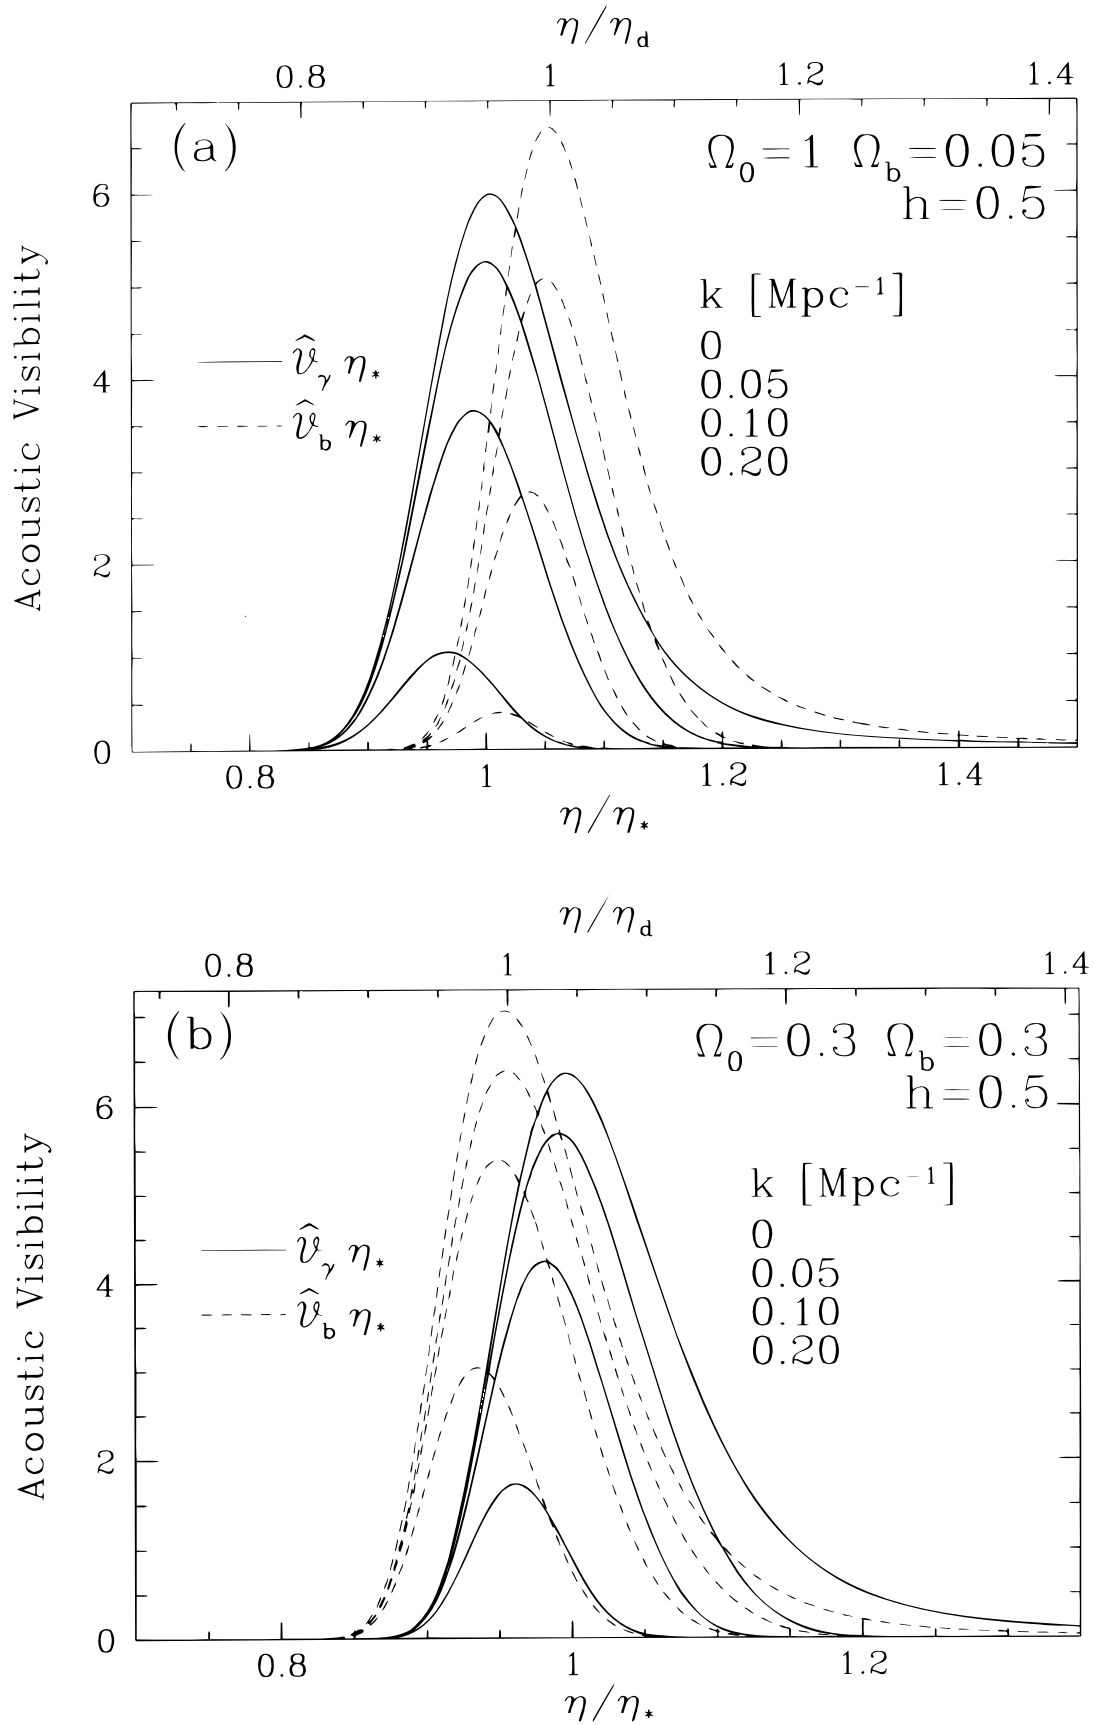 η/η_d
0.8 1 1.2 1.4
(a)
Ω_0=1 Ω_b=0.05
h=0.5
k [Mpc⁻¹]
0
0.05
0.10
0.20
v̂_γ η_*
v̂_b η_*
Acoustic Visibility
6
4
2
0
0.8 1 1.2 1.4
η/η_*
η/η_d
0.8 1 1.2 1.4
(b)
Ω_0=0.3 Ω_b=0.3
h=0.5
k [Mpc⁻¹]
0
0.05
0.10
0.20
v̂_γ η_*
v̂_b η_*
Acoustic Visibility
6
4
2
0
0.8 1 1.2
η/η_*